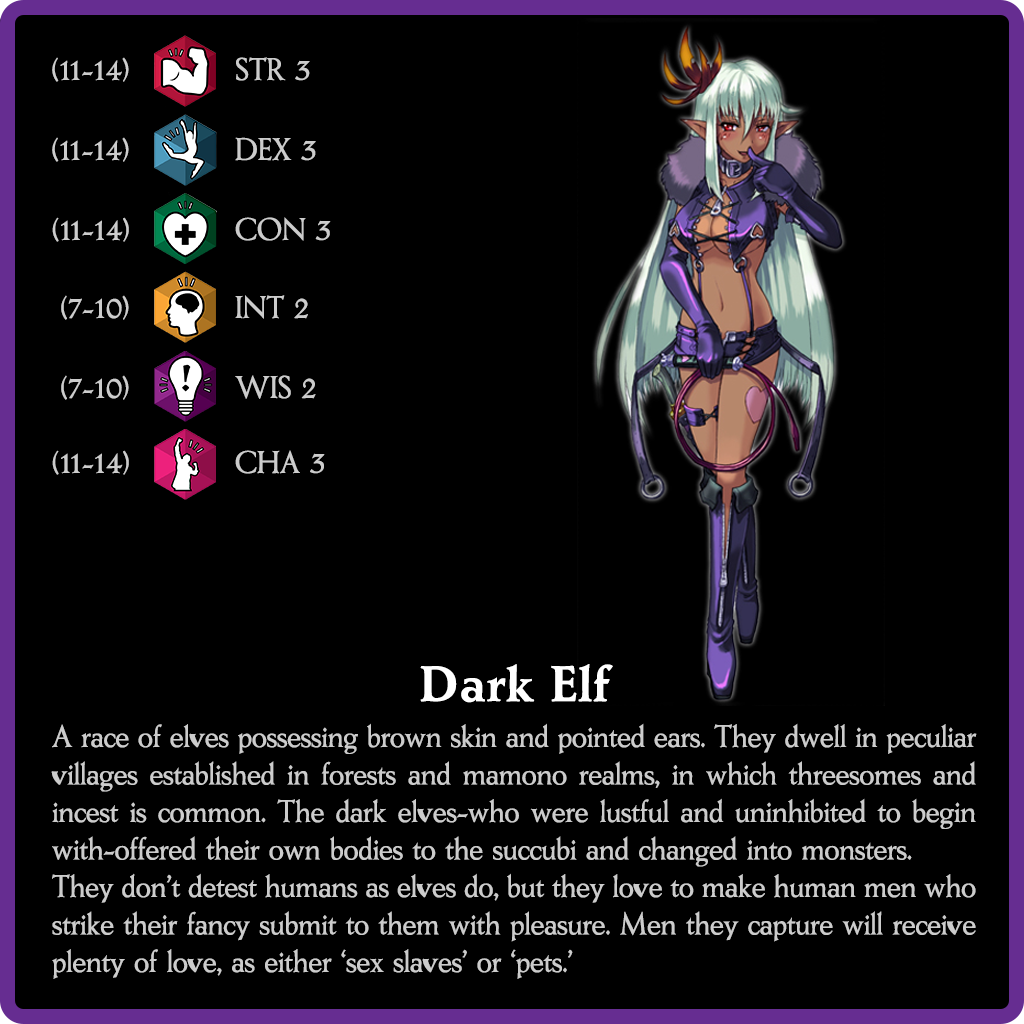 (11-14) STR 3
(11-14) DEX 3
(11-14) CON 3
(7-10) INT 2
(7-10) WIS 2
(11-14) CHA 3
Dark Elf
A race of elves possessing brown skin and pointed ears. They dwell in peculiar
villages established in forests and mamono realms, in which threesomes and
incest is common. The dark elves-who were lustful and uninhibited to begin
with-offered their own bodies to the succubi and changed into monsters.
They don't detest humans as elves do, but they love to make human men who
strike their fancy submit to them with pleasure. Men they capture will receive
plenty of love, as either ‘sex slaves’ or ‘pets.’